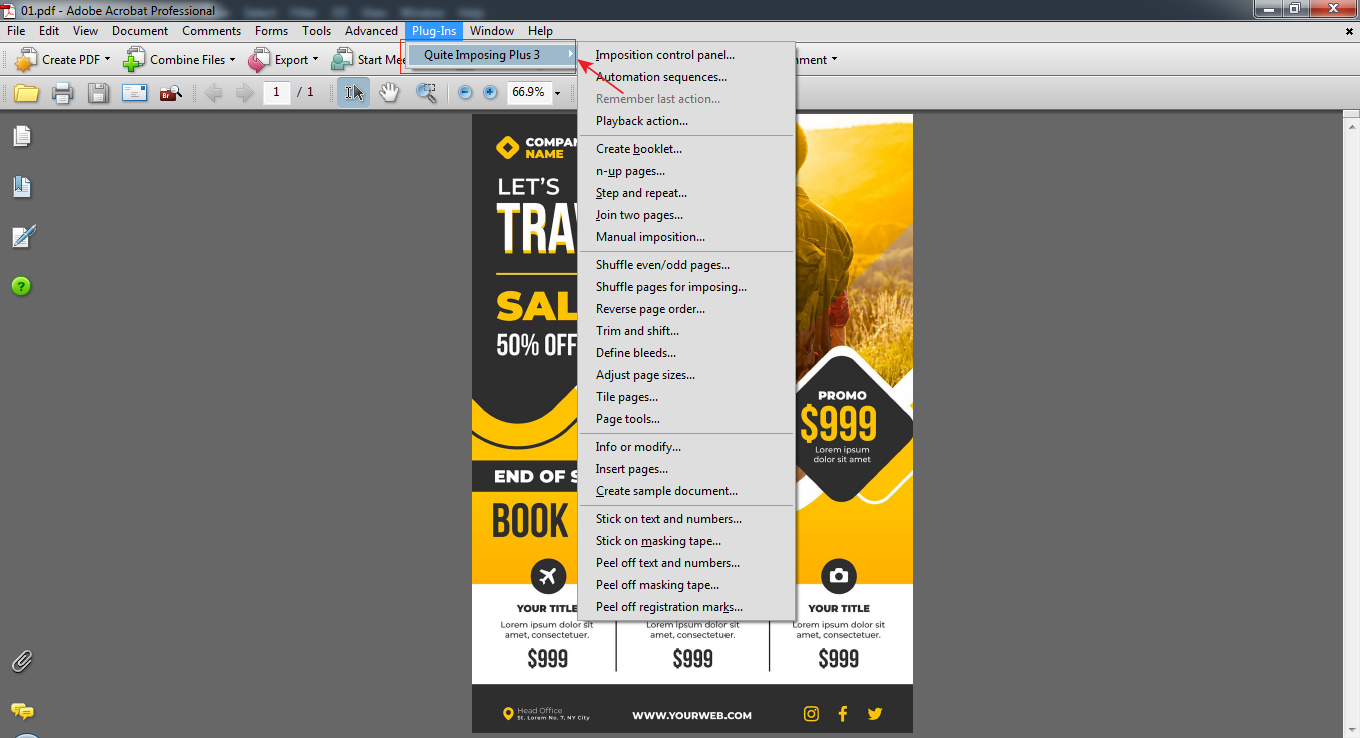 01.pdf - Adobe Acrobat Professional
File Edit View Document Comments Forms Tools Advanced Plug-Ins Window Help
Create PDF Combine Files Export Start Mee ment
1 / 1 66.9%
Quite Imposing Plus 3
Imposition control panel...
Automation sequences...
Remember last action...
Playback action...
Create booklet...
n-up pages...
Step and repeat...
Join two pages...
Manual imposition...
Shuffle even/odd pages...
Shuffle pages for imposing...
Reverse page order...
Trim and shift...
Define bleeds...
Adjust page sizes...
Tile pages...
Page tools...
Info or modify...
Insert pages...
Create sample document...
Stick on text and numbers...
Stick on masking tape...
Peel off text and numbers...
Peel off masking tape...
Peel off registration marks...
COMPAN
NAME
LET'S
TRA
SAL
50% OFF
PROMO
$999
Lorem ipsum
dolor sit amet
END OF S
BOOK
YOUR TITLE
Lorem ipsum dolor sit
amet, consectetuer.
$999
Lorem ipsum dolor sit
amet, consectetuer.
$999
YOUR TITLE
Lorem ipsum dolor sit
amet, consectetuer.
$999
Head Office
St. Lorem No. 7, NY City
WWW.YOURWEB.COM